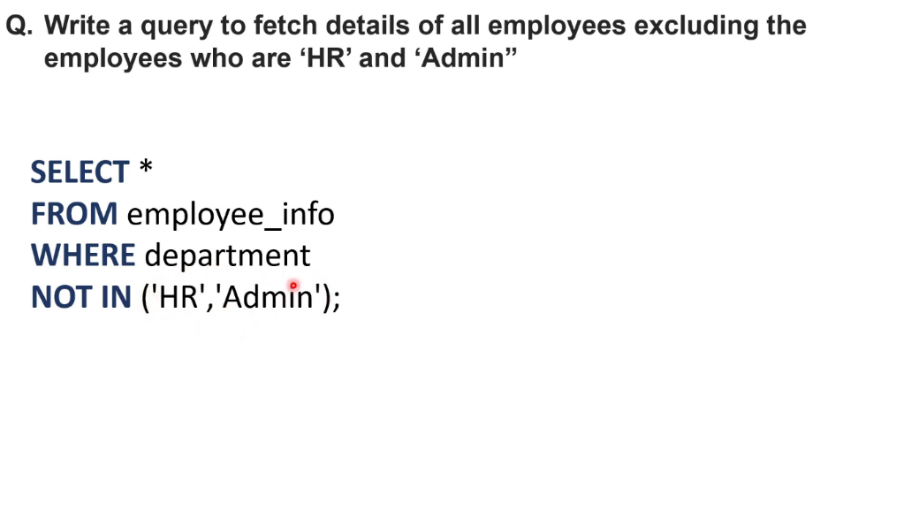 Q. Write a query to fetch details of all employees excluding the
employees who are ‘HR’ and ‘Admin”
SELECT *
FROM employee_info
WHERE department
NOT IN ('HR','Admin');